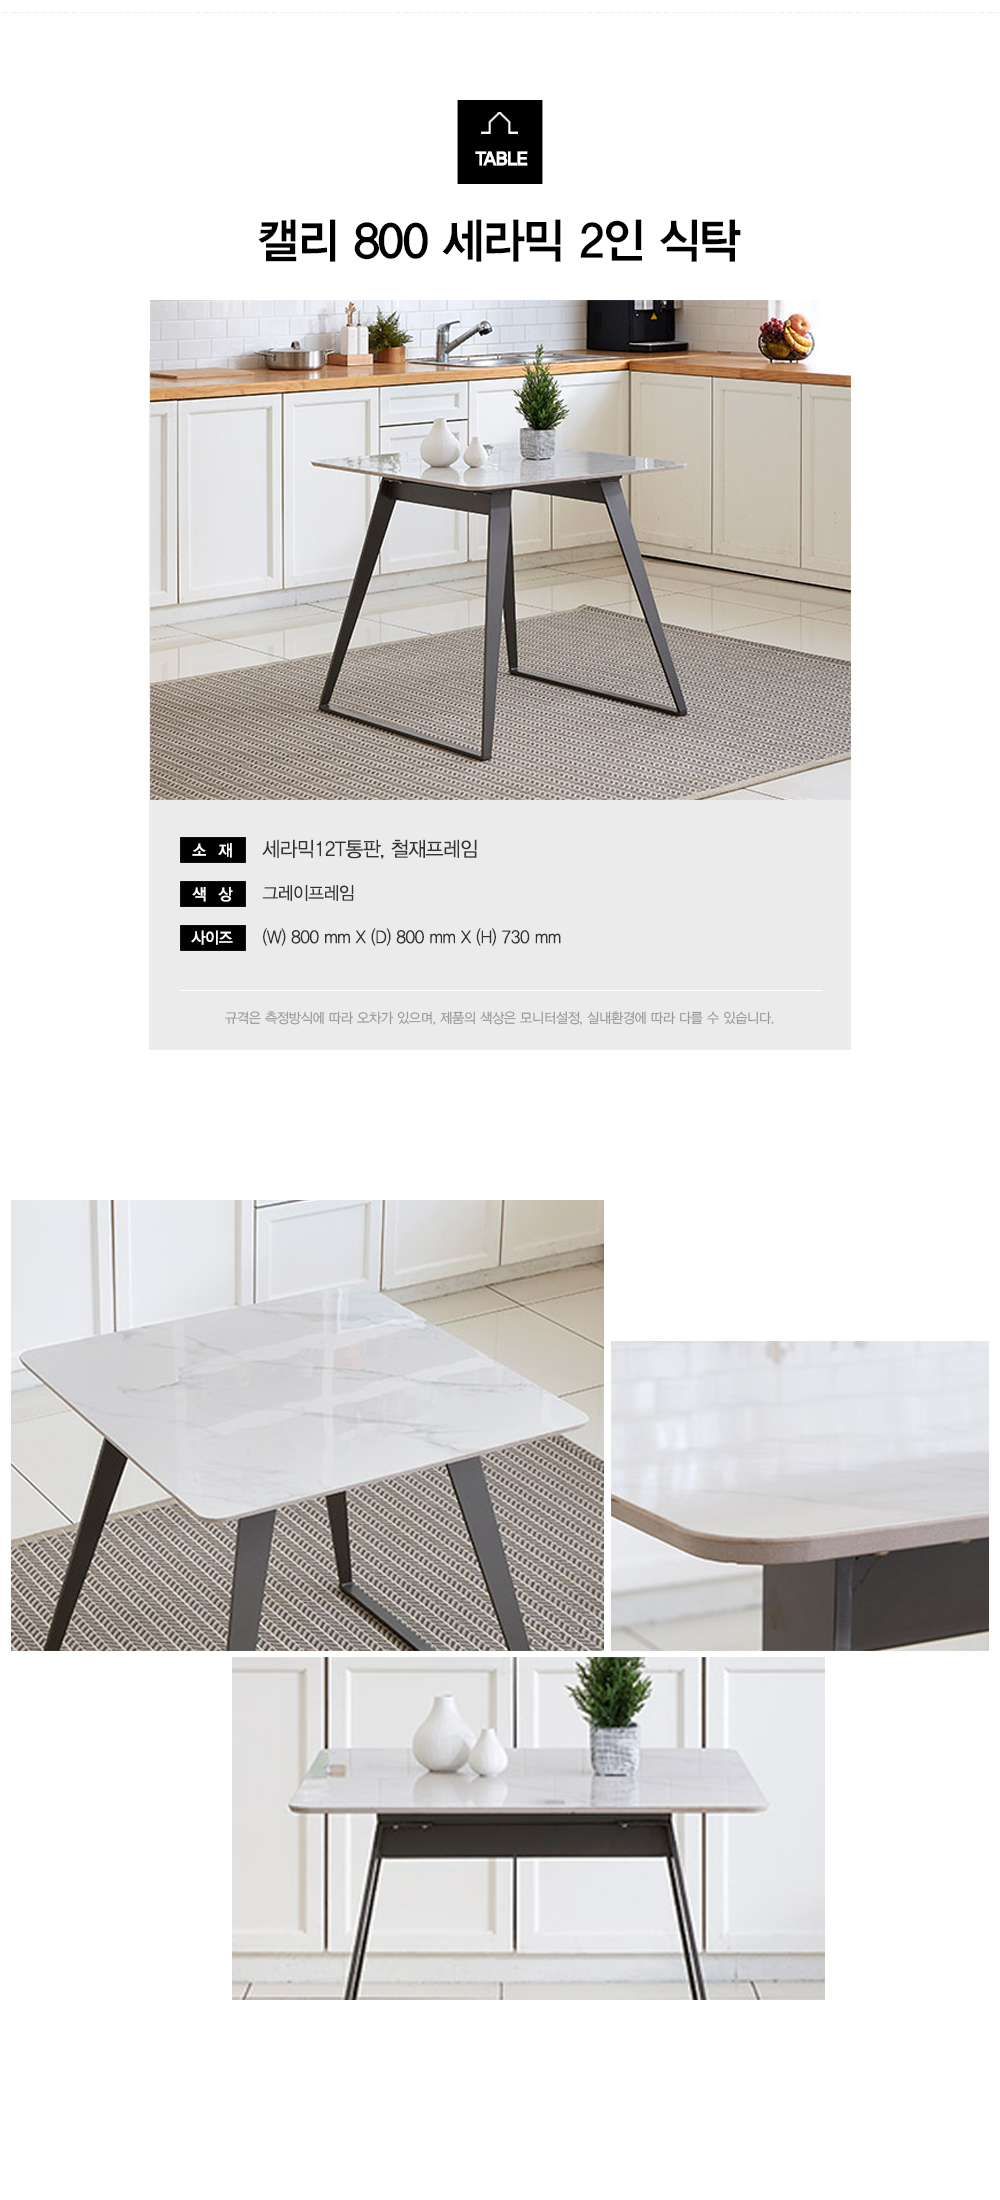 TABLE
캘리 800 세라믹 2인 식탁
소 재 세라믹12T통판, 철재프레임
색 상 그레이프레임
사이즈 (W) 800 mm X (D) 800 mm X (H) 730 mm
규격은 측정방식에 따라 오차가 있으며, 제품의 색상은 모니터설정, 실내환경에 따라 다를 수 있습니다.